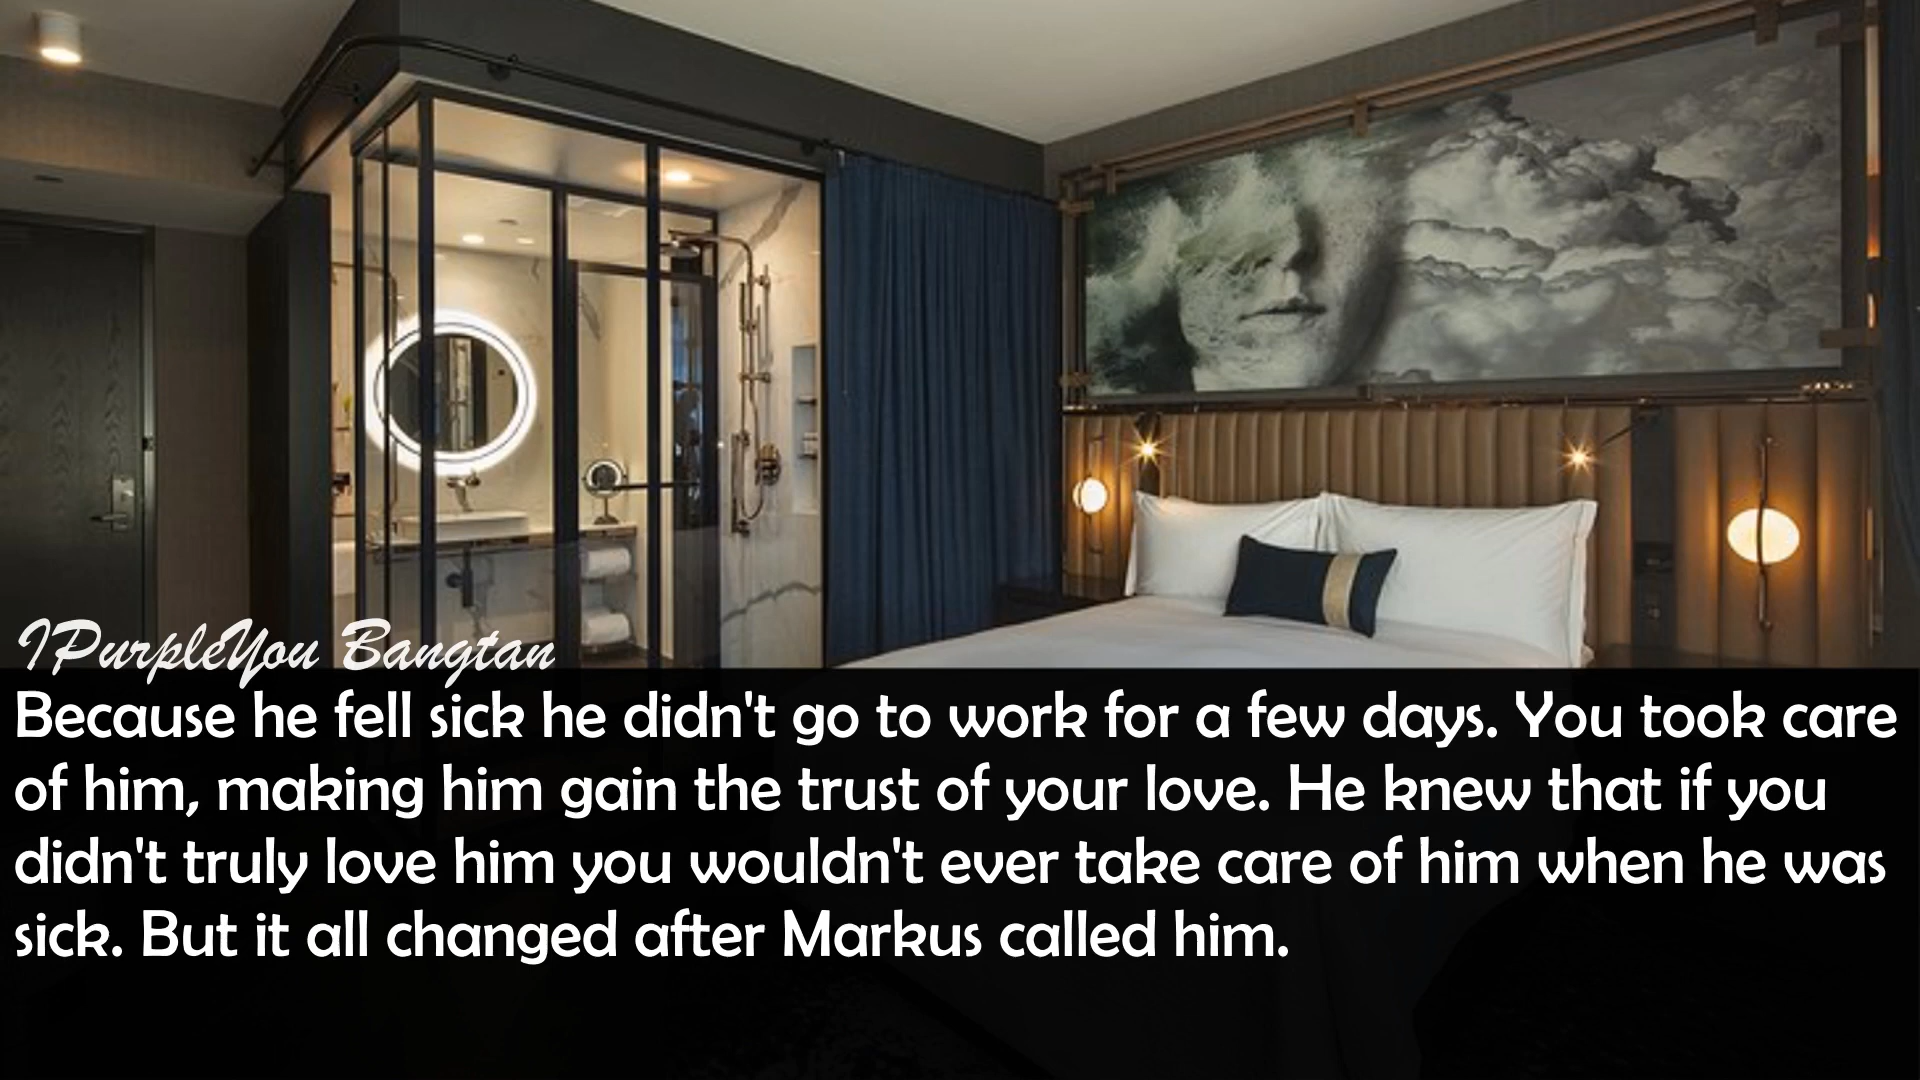 IPurpleYou Bangtan
Because he fell sick he didn't go to work for a few days. You took care
of him, making him gain the trust of your love. He knew that if you
didn't truly love him you wouldn't ever take care of him when he was
sick. But it all changed after Markus called him.